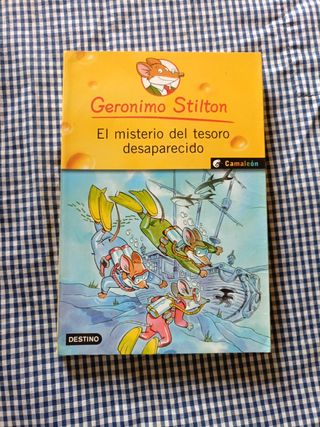 Geronimo Stilton
El misterio del tesoro
desaparecido
Camaleón
DESTINO